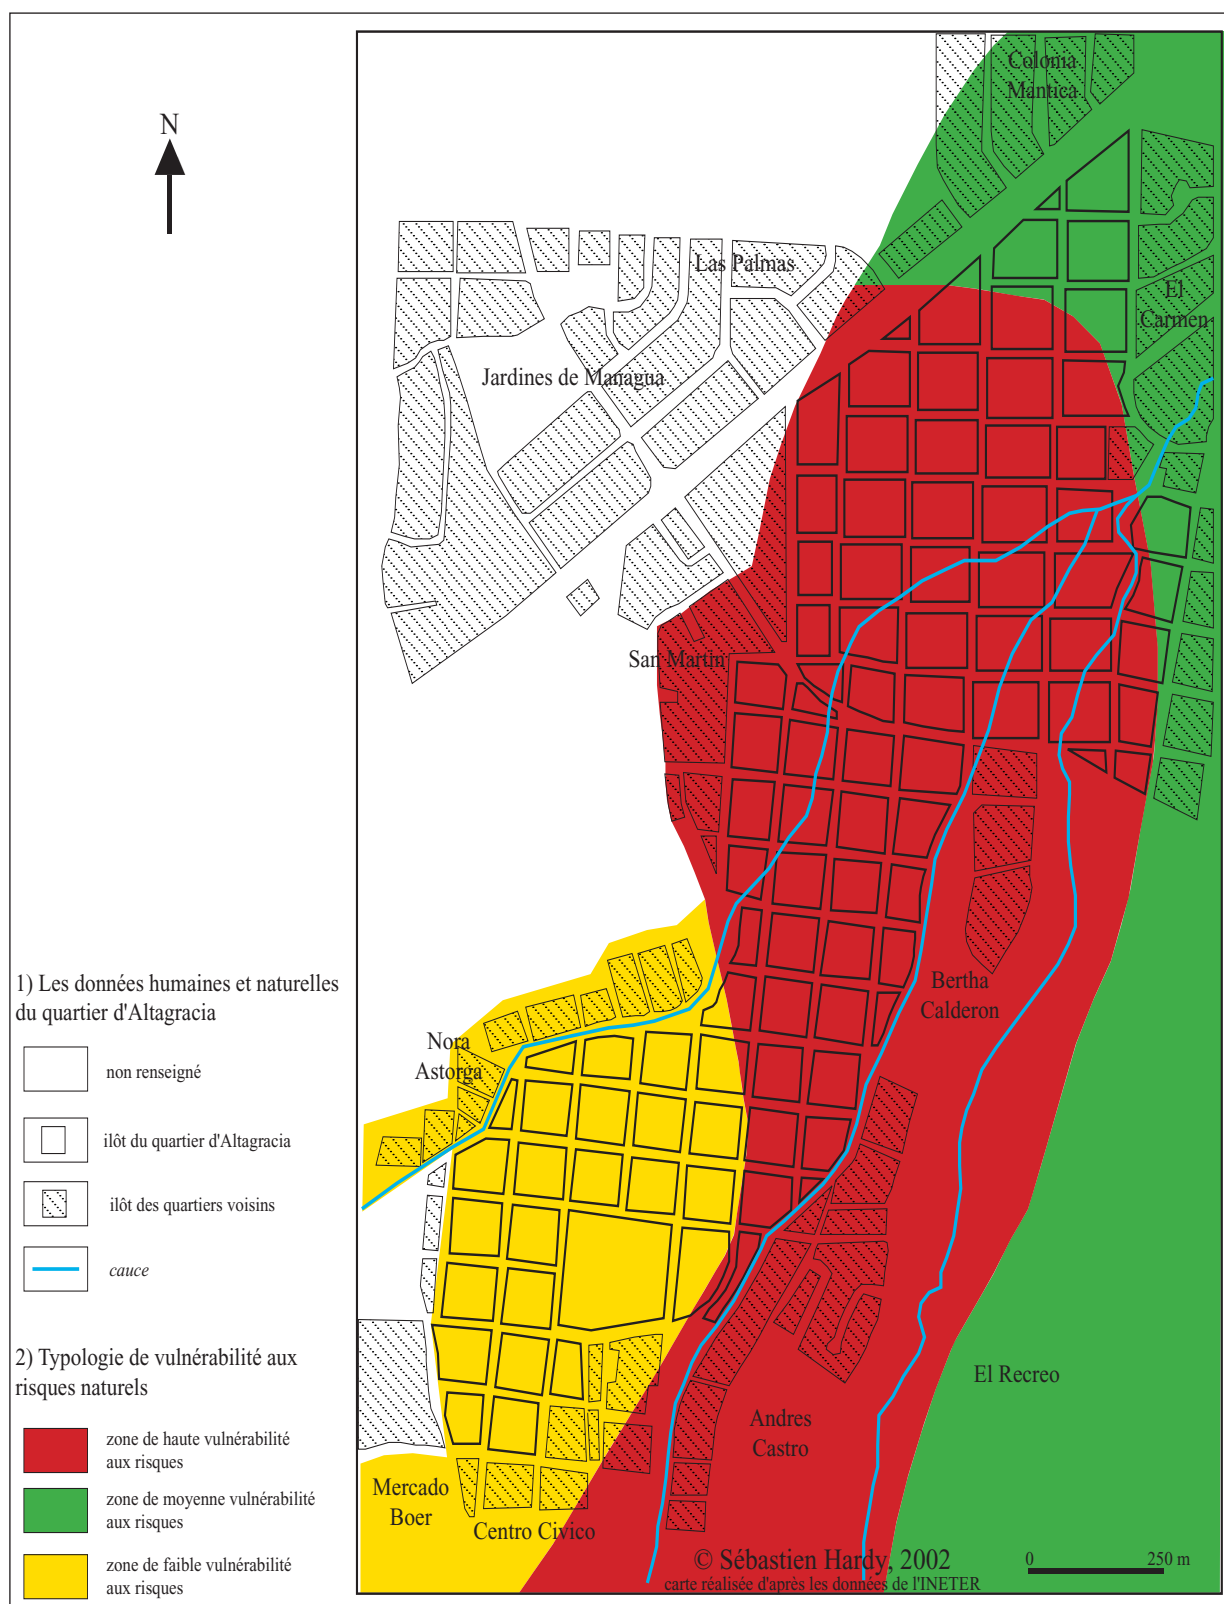 N
Colonia
Mantica
Las Palmas
El
Carmen
Jardines de Managua
San Martin
Bertha
Calderon
Nora
Astorga
El Recreo
Andres
Castro
Mercado
Boer
Centro Civico
© Sébastien Hardy, 2002
carte réalisée d'après les données de l'INETER
0 250 m
1) Les données humaines et naturelles
du quartier d'Altagracia
non renseigné
ilôt du quartier d'Altagracia
ilôt des quartiers voisins
cauce
2) Typologie de vulnérabilité aux
risques naturels
zone de haute vulnérabilité
aux risques
zone de moyenne vulnérabilité
aux risques
zone de faible vulnérabilité
aux risques